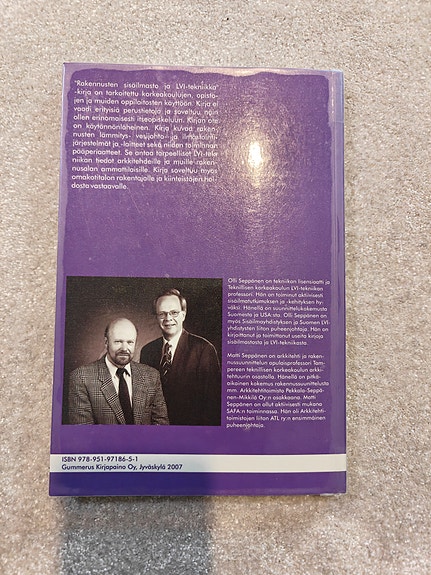 "Rakennusten sisäilmasto ja LVI-tekniikka"
-kirja on tarkoitettu korkeakoulujen, opisto-
jen ja muiden oppilaitosten käyttöön. Kirja ei
vaadi erityisiä perustietoja ja soveltuu näin
ollen erinomaisesti itseopiskeluun. Kirjan ote
on käytännönläheinen. Kirja kuvaa raken-
nusten lämmitys-, vesijohto- ja ilmastointi-
järjestelmät ja -laitteet sekä niiden toiminnan
pääperiaatteet. Se antaa tarpeelliset LVI-tek-
niikan tiedot arkkitehdeille ja muille raken-
nusalan ammattilaisille. Kirja soveltuu myös
omakotitalon rakentajalle ja kiinteistöjen hoi-
dosta vastaavalle.
Olli Seppänen on tekniikan lisensiaatti ja
Teknillisen korkeakoulun LVI-tekniikan
professori. Hän on toiminut aktiivisesti
sisäilmatutkimuksen ja -kehityksen hy-
väksi. Hänellä on suunnittelukokemusta
Suomesta ja USA:sta. Olli Seppänen on
myös Sisäilmayhdistyksen ja Suomen LVI-
yhdistysten liiton puheenjohtaja. Hän on
kirjoittanut ja toimittanut useita kirjoja
sisäilmastosta ja LVI-tekniikasta.
Matti Seppänen on arkkitehti ja raken-
nussuunnittelun apulaisprofessori Tam-
pereen teknillisen korkeakoulun arkki-
tehtuurin osastolla. Hänellä on pitkä-
aikainen kokemus rakennussuunnittelusta
mm. Arkkitehtitoimisto Pekkala-Seppä-
nen-Mikkilä Oy:n osakkaana. Matti
Seppänen on ollut aktiivisesti mukana
SAFA:n toiminnassa. Hän oli Arkkitehti-
toimistojen liiton ATL ry:n ensimmäinen
puheenjohtaja.
ISBN 978-951-97186-5-1
Gummerus Kirjapaino Oy, Jyväskylä 2007